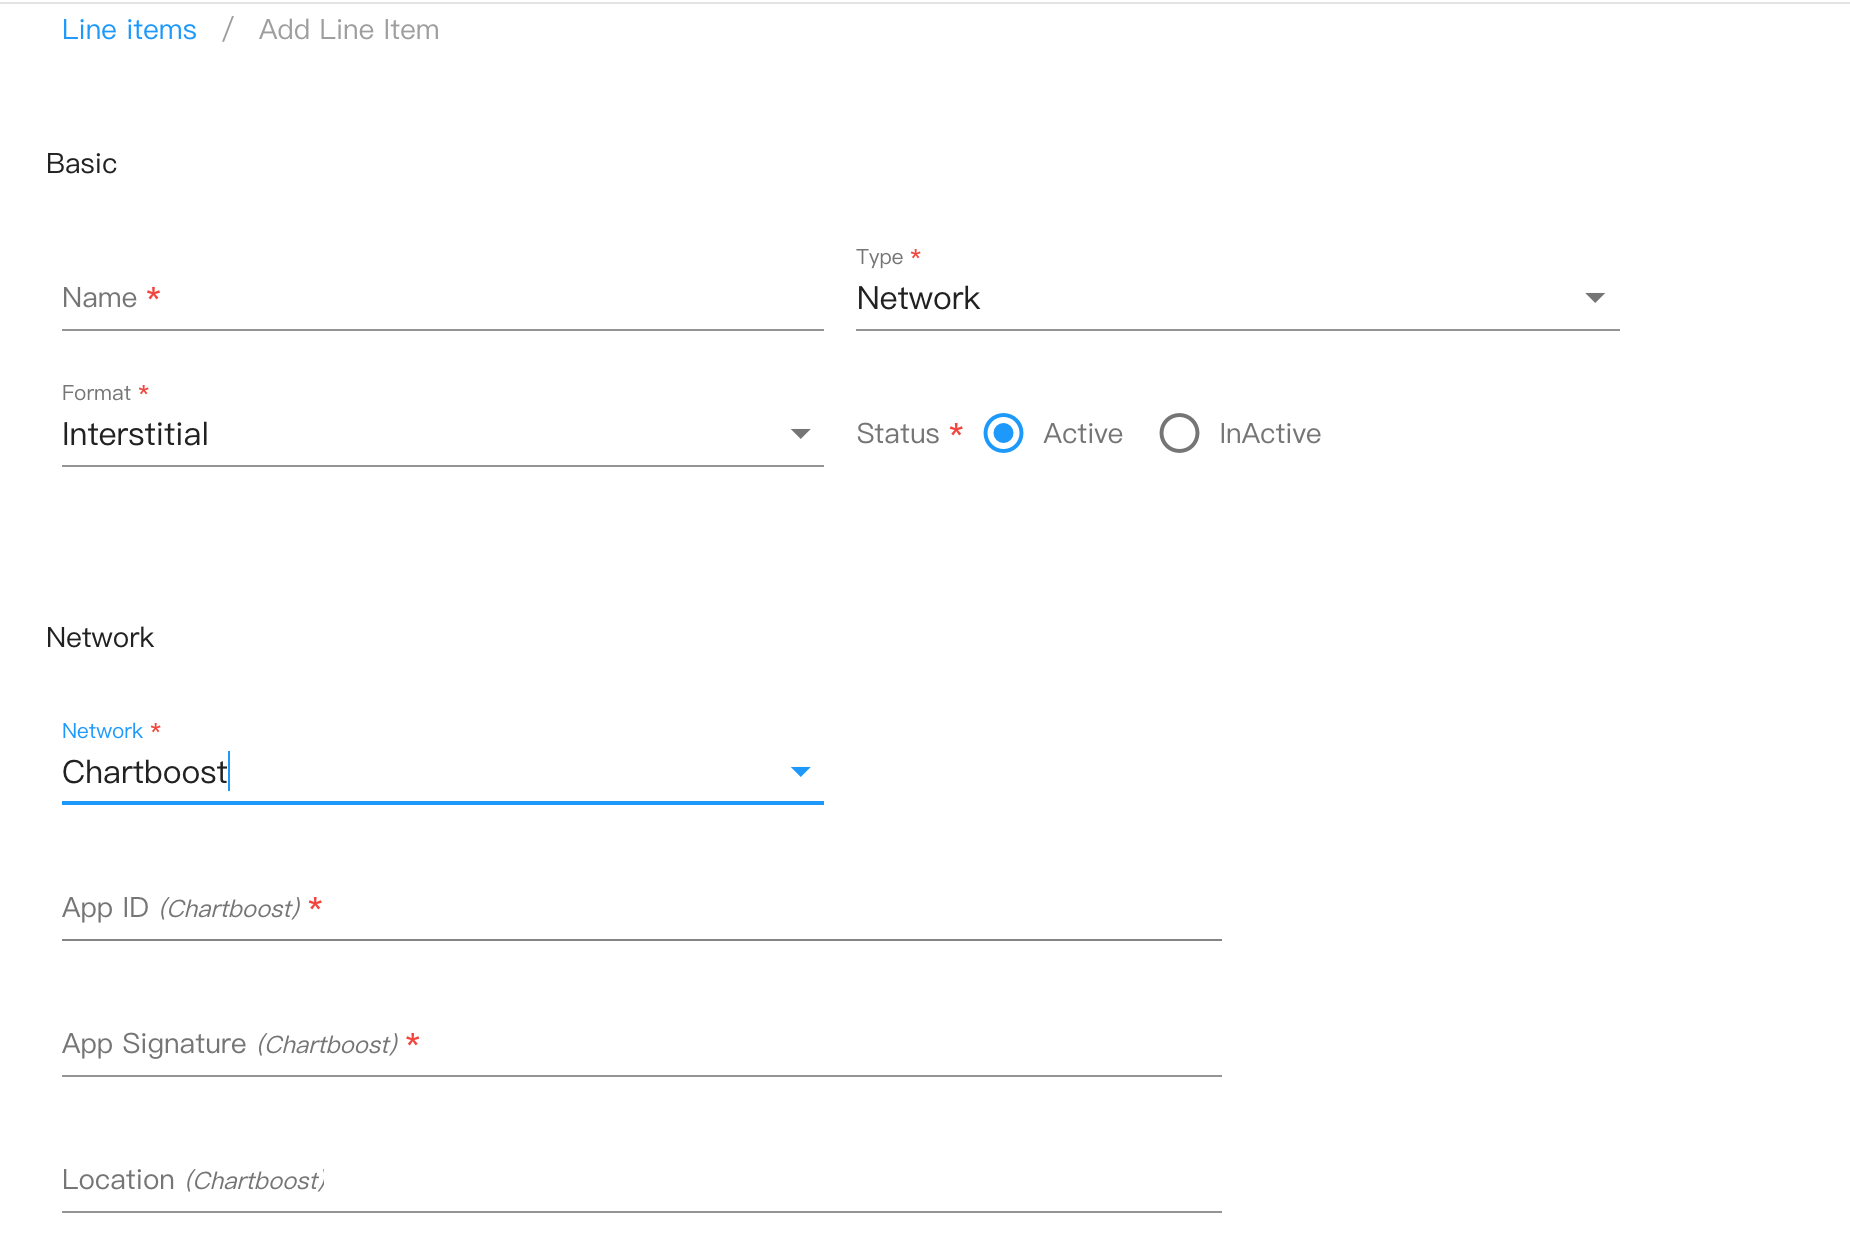 Line items / Add Line Item
Basic
Name *
Type *
Network
Format *
Interstitial
Status * Active InActive
Network
Network *
Chartboost
App ID (Chartboost) *
App Signature (Chartboost) *
Location (Chartboost)